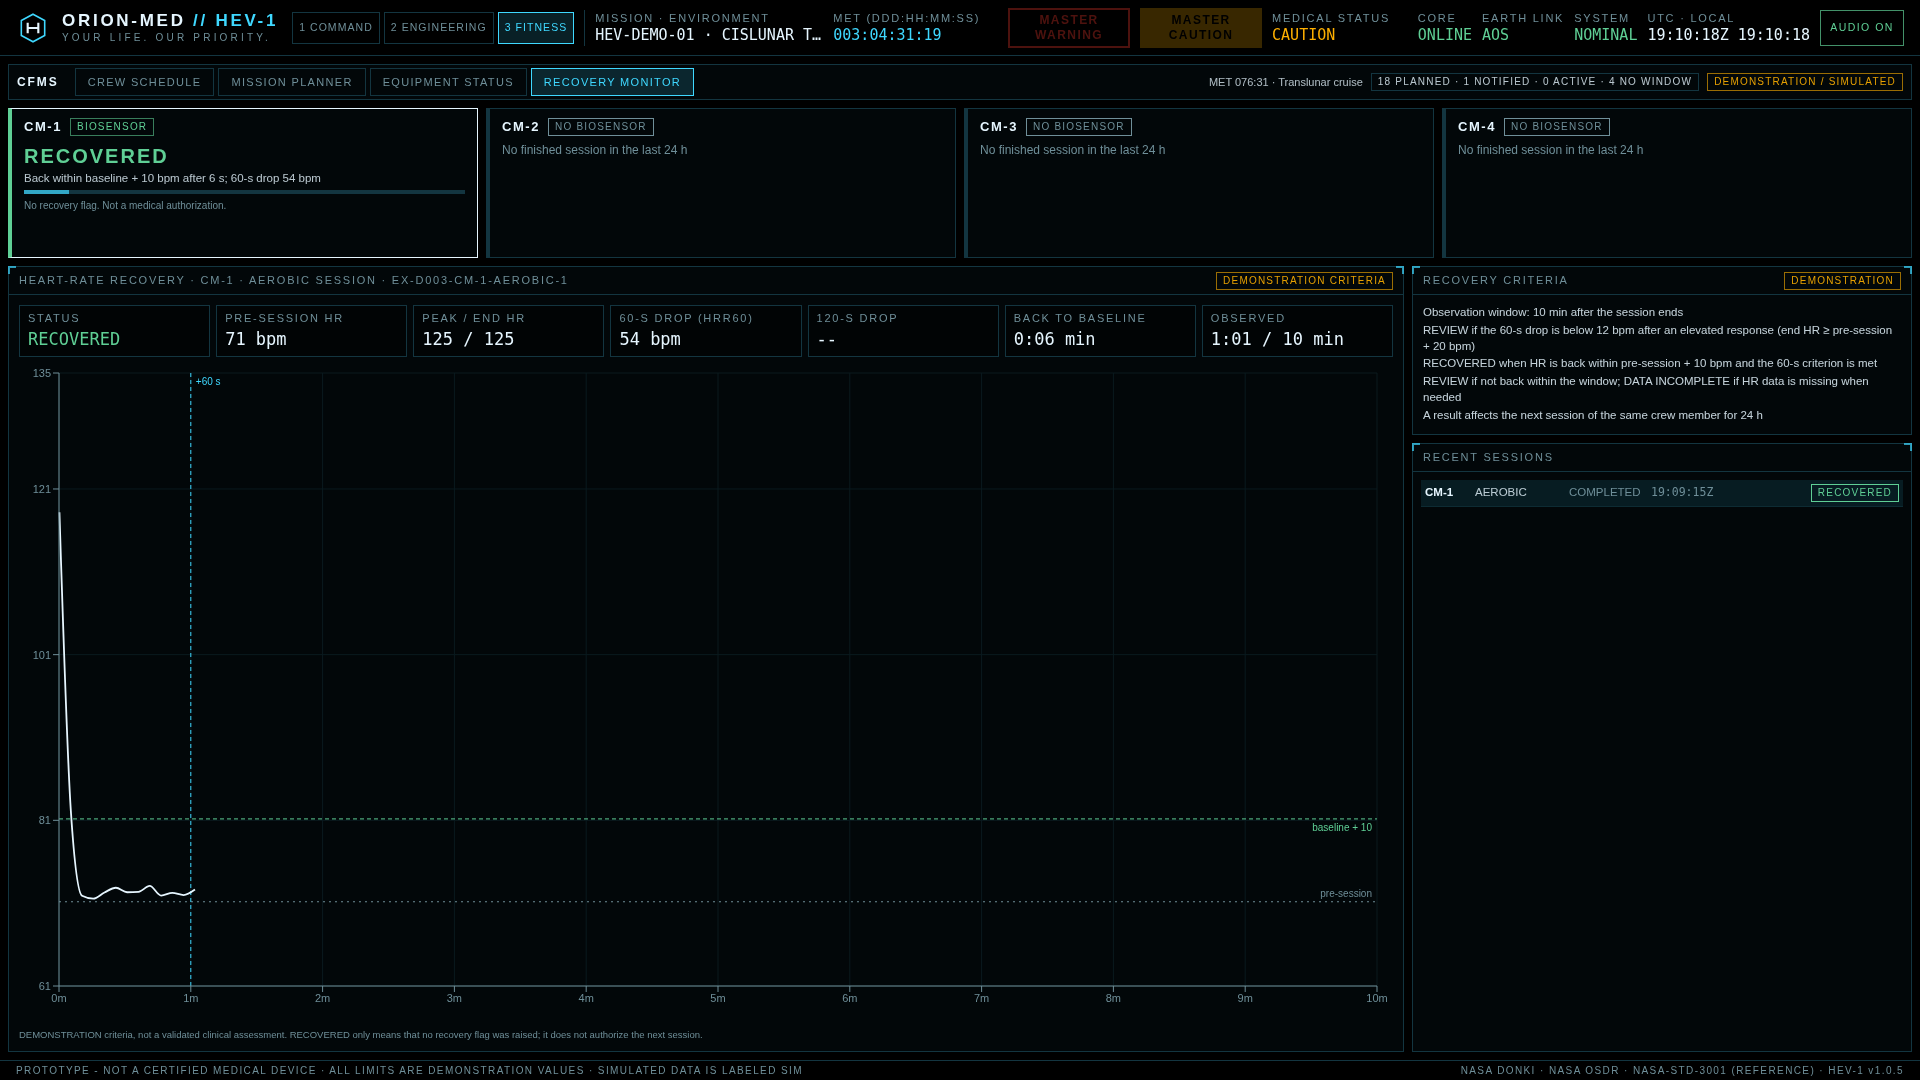 ORION-MED // HEV-1
YOUR LIFE. OUR PRIORITY.
1 COMMAND
2 ENGINEERING
3 FITNESS
MISSION · ENVIRONMENT
HEV-DEMO-01 · CISLUNAR T…
MET (DDD:HH:MM:SS)
003:04:31:19
MASTER
WARNING
MASTER
CAUTION
MEDICAL STATUS
CAUTION
CORE
ONLINE
EARTH LINK
AOS
SYSTEM
NOMINAL
UTC · LOCAL
19:10:18Z 19:10:18
AUDIO ON
CFMS
CREW SCHEDULE
MISSION PLANNER
EQUIPMENT STATUS
RECOVERY MONITOR
MET 076:31 · Translunar cruise
18 PLANNED · 1 NOTIFIED · 0 ACTIVE · 4 NO WINDOW
DEMONSTRATION / SIMULATED
CM-1 BIOSENSOR
RECOVERED
Back within baseline + 10 bpm after 6 s; 60-s drop 54 bpm
No recovery flag. Not a medical authorization.
CM-2 NO BIOSENSOR
No finished session in the last 24 h
CM-3 NO BIOSENSOR
No finished session in the last 24 h
CM-4 NO BIOSENSOR
No finished session in the last 24 h
HEART-RATE RECOVERY · CM-1 · AEROBIC SESSION · EX-D003-CM-1-AEROBIC-1
DEMONSTRATION CRITERIA
STATUS
RECOVERED
PRE-SESSION HR
71 bpm
PEAK / END HR
125 / 125
60-S DROP (HRR60)
54 bpm
120-S DROP
--
BACK TO BASELINE
0:06 min
OBSERVED
1:01 / 10 min
135
121
101
81
61
+60 s
baseline + 10
pre-session
0m 1m 2m 3m 4m 5m 6m 7m 8m 9m 10m
DEMONSTRATION criteria, not a validated clinical assessment. RECOVERED only means that no recovery flag was raised; it does not authorize the next session.
RECOVERY CRITERIA
DEMONSTRATION
Observation window: 10 min after the session ends
REVIEW if the 60-s drop is below 12 bpm after an elevated response (end HR ≥ pre-session
+ 20 bpm)
RECOVERED when HR is back within pre-session + 10 bpm and the 60-s criterion is met
REVIEW if not back within the window; DATA INCOMPLETE if HR data is missing when
needed
A result affects the next session of the same crew member for 24 h
RECENT SESSIONS
CM-1 AEROBIC COMPLETED 19:09:15Z RECOVERED
PROTOTYPE - NOT A CERTIFIED MEDICAL DEVICE · ALL LIMITS ARE DEMONSTRATION VALUES · SIMULATED DATA IS LABELED SIM
NASA DONKI · NASA OSDR · NASA-STD-3001 (REFERENCE) · HEV-1 v1.0.5